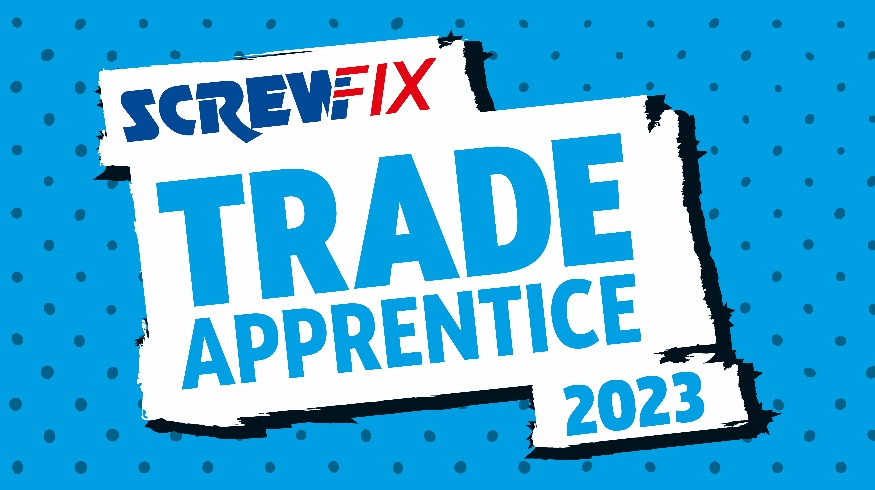 SCREWFIX
TRADE
APPRENTICE
2023